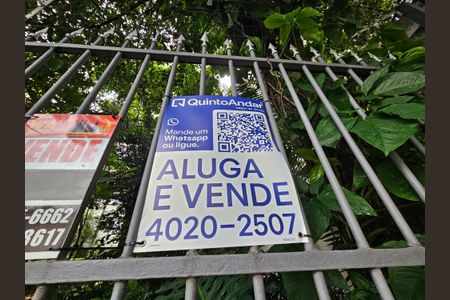 QuintoAndar
Mande um
WhatsApp
ou ligue.
ALUGA
E VENDE
4020-2507
VENDE
-6662
8617